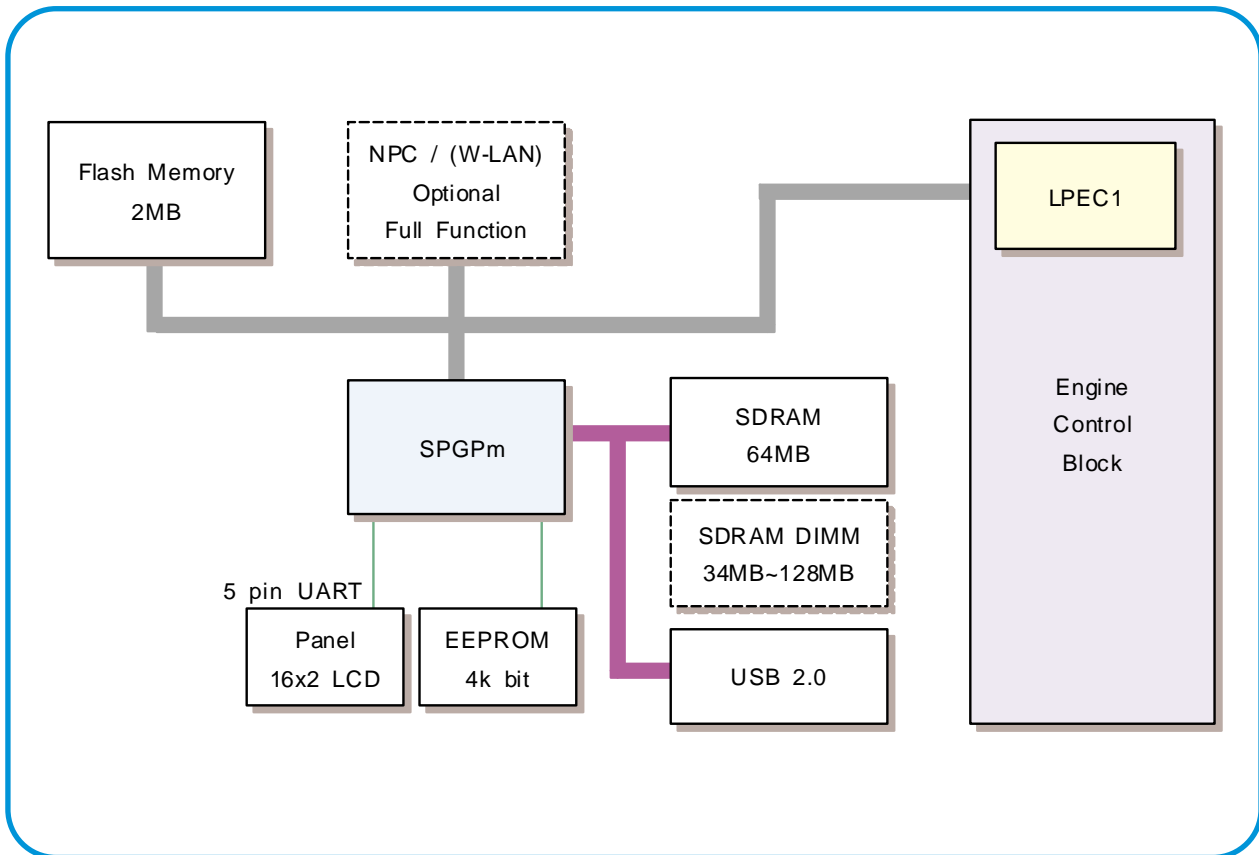 Flash Memory
2MB
NPC / (W-LAN)
Optional
Full Function
LPEC1
Engine
Control
Block
SPGPm
SDRAM
64MB
SDRAM DIMM
34MB~128MB
5 pin UART
Panel
16x2 LCD
EEPROM
4k bit
USB 2.0